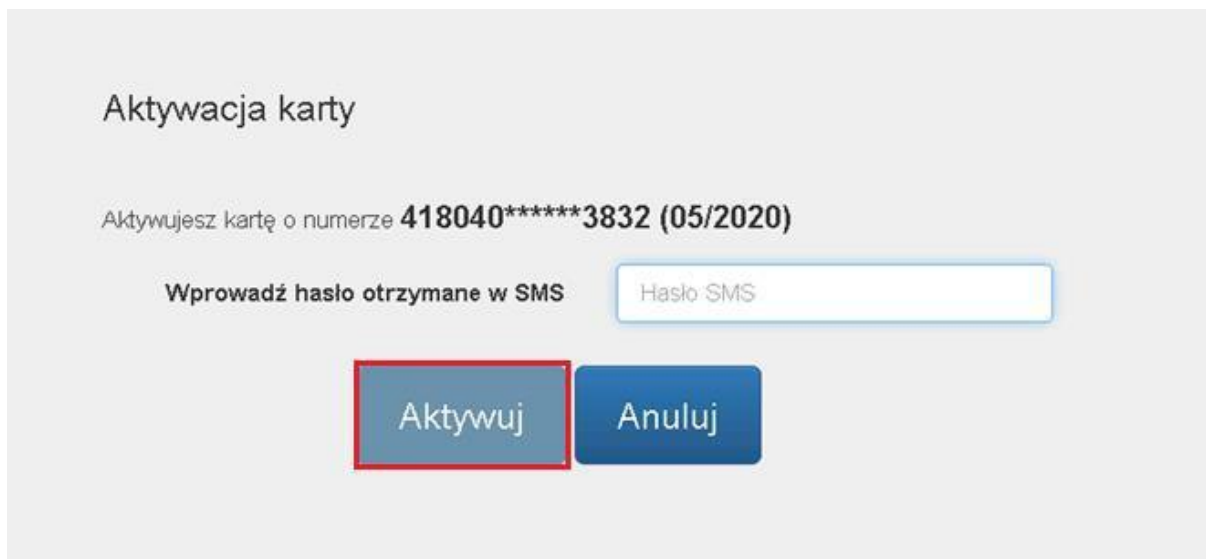 Aktywacja karty
Aktywujesz kartę o numerze 418040******3832 (05/2020)
Wprowadź hasło otrzymane w SMS Hasło SMS
Aktywuj Anuluj